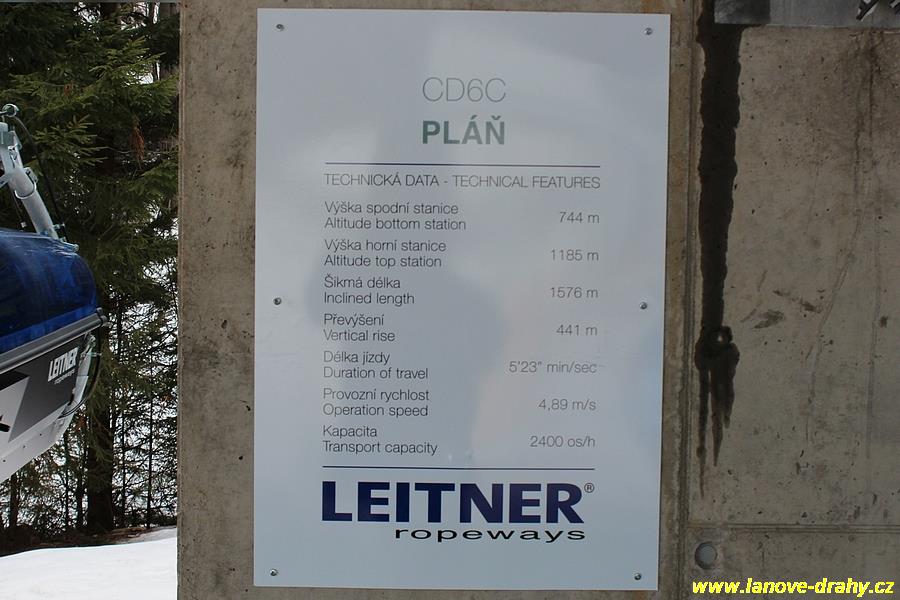 CD6C
PLÁŇ
TECHNICKÁ DATA - TECHNICAL FEATURES
Výška spodní stanice
Altitude bottom station
744 m
Výška horní stanice
Altitude top station
1185 m
Šikmá délka
Inclined length
1576 m
Převýšení
Vertical rise
441 m
Délka jízdy
Duration of travel
5'23" min/sec
Provozní rychlost
Operation speed
4,89 m/s
Kapacita
Transport capacity
2400 os/h
LEITNER®
ropeways
LEITNER
ropeways
www.lanove-drahy.cz